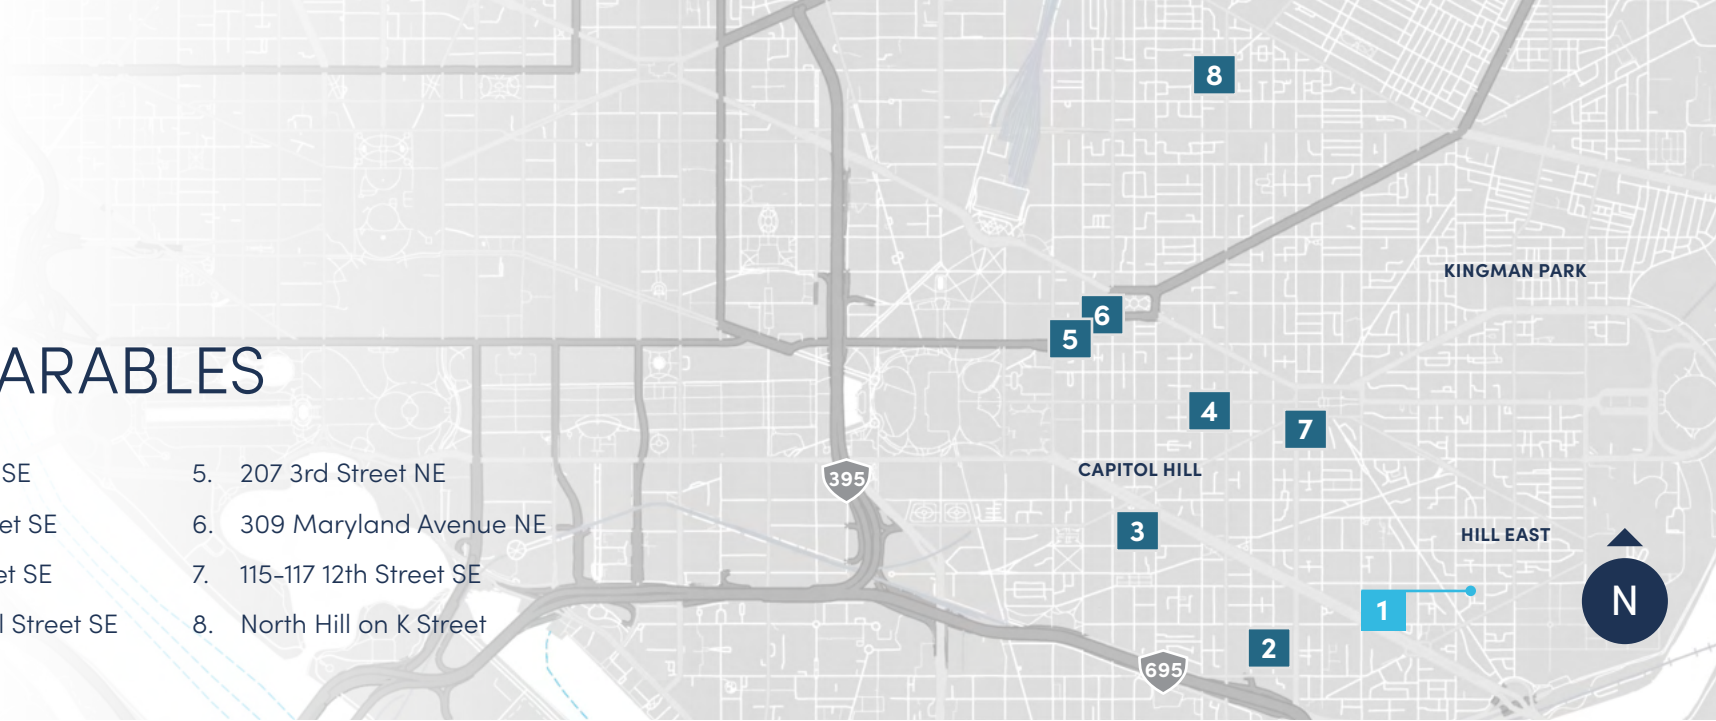 8
KINGMAN PARK
6
5
ARABLES
4
7
CAPITOL HILL
SE
5. 207 3rd Street NE
395
et SE
6. 309 Maryland Avenue NE
3
HILL EAST
et SE
7. 115-117 12th Street SE
N
1
l Street SE
8. North Hill on K Street
2
695